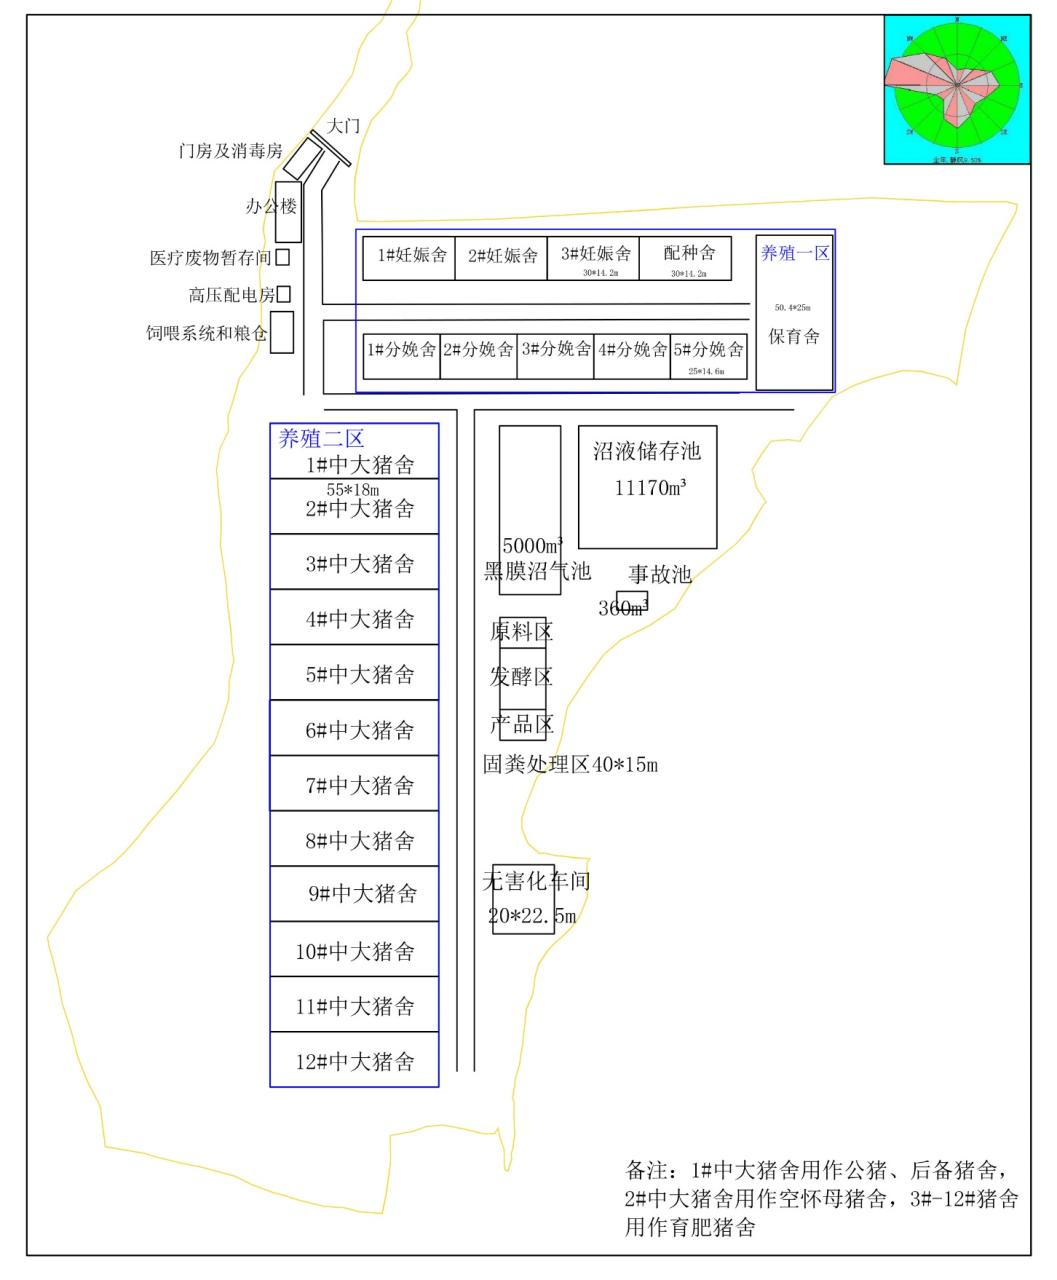 大门
门房及消毒房
办公楼
医疗废物暂存间
高压配电房
饲喂系统和粮仓
养殖一区
1#妊娠舍
2#妊娠舍
3#妊娠舍
30*14.2m
配种舍
30*14.2m
50.4*25m
保育舍
1#分娩舍
2#分娩舍
3#分娩舍
4#分娩舍
5#分娩舍
25*14.6m
养殖二区
1#中大猪舍
55*18m
2#中大猪舍
3#中大猪舍
4#中大猪舍
5#中大猪舍
6#中大猪舍
7#中大猪舍
8#中大猪舍
9#中大猪舍
10#中大猪舍
11#中大猪舍
12#中大猪舍
沼液储存池
11170m³
5000m³
黑膜沼气池
事故池
360m³
原料区
发酵区
产品区
固粪处理区40*15m
无害化车间
20*22.5m
备注：1#中大猪舍用作公猪、后备猪舍，
2#中大猪舍用作空怀母猪舍，3#-12#猪舍
用作育肥猪舍